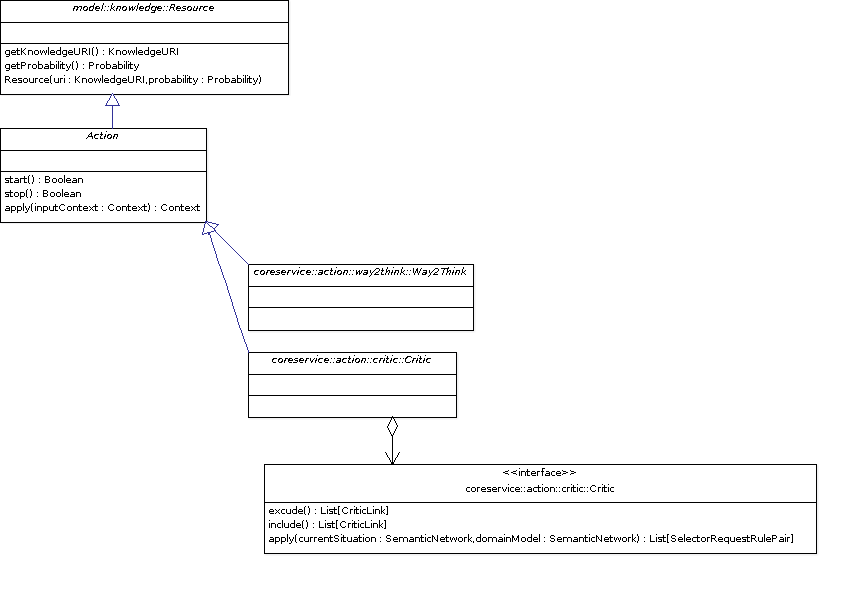 model::knowledge::Resource
getKnowledgeURI() : KnowledgeURI
getProbability() : Probability
Resource(uri : KnowledgeURI,probability : Probability)
Action
start() : Boolean
stop() : Boolean
apply(inputContext : Context) : Context
coreservice::action::way2think::Way2Think
coreservice::action::critic::Critic
<<interface>>
coreservice::action::critic::Critic
excude() : List[CriticLink]
include() : List[CriticLink]
apply(currentSituation : SemanticNetwork,domainModel : SemanticNetwork) : List[SelectorRequestRulePair]